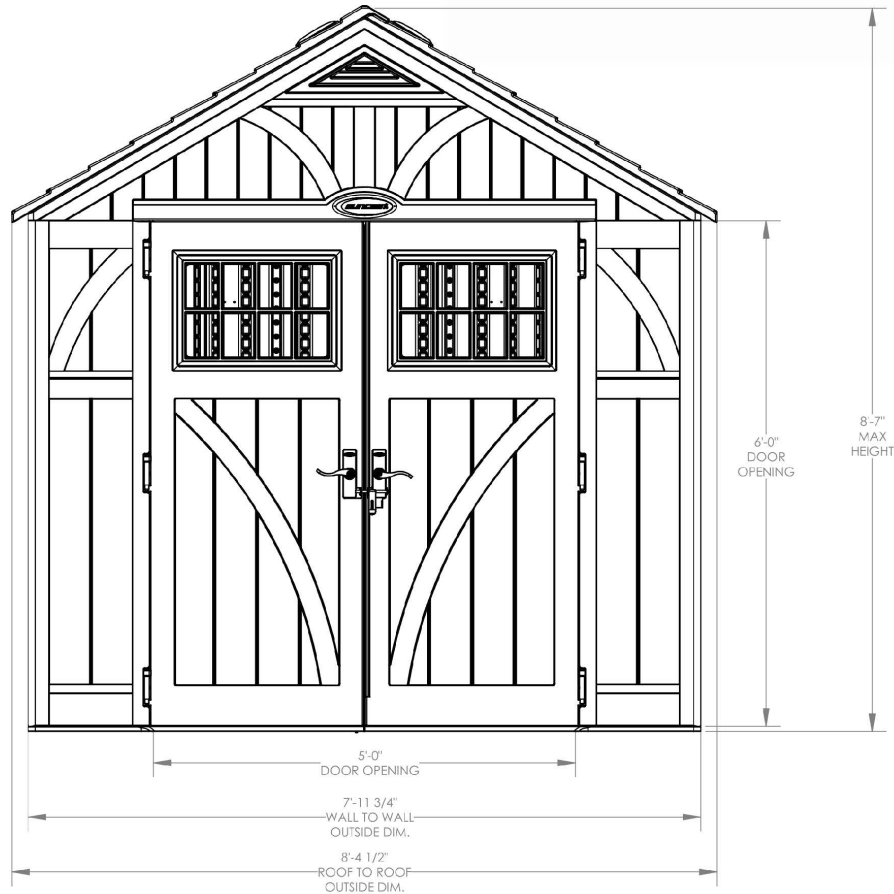 SUNCAST
8'-7"
MAX
HEIGHT
6'-0"
DOOR
OPENING
5'-0"
DOOR OPENING
7'-11 3/4"
WALL TO WALL
OUTSIDE DIM.
8'-4 1/2"
ROOF TO ROOF
OUTSIDE DIM.